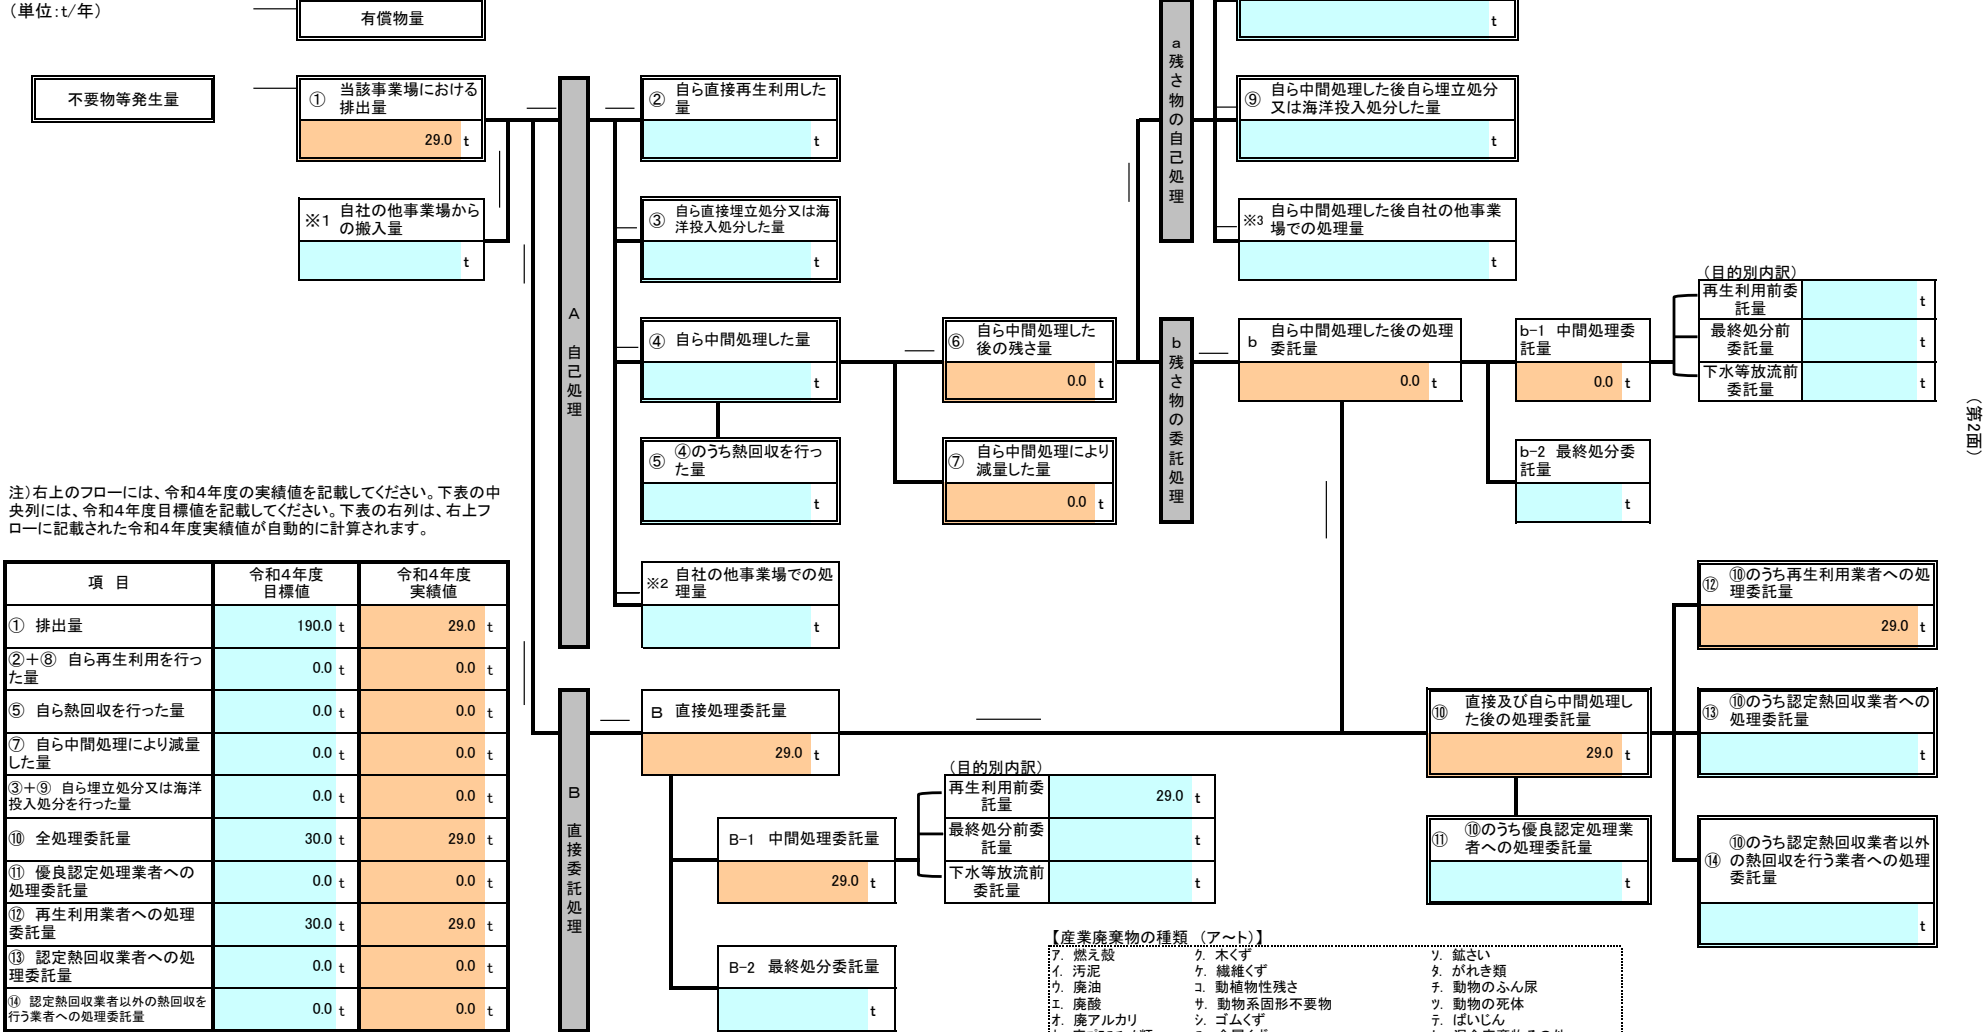 （単位:t/年）
有償物量
t
不要物等発生量
① 当該事業場における
排出量
29.0 t
※1 自社の他事業場から
の搬入量
t
A 自己処理
② 自ら直接再生利用した
量
t
③ 自ら直接埋立処分又は海
洋投入処分した量
t
④ 自ら中間処理した量
t
⑤ ④のうち熱回収を行っ
た量
t
※2 自社の他事業場での処
理量
t
⑥ 自ら中間処理した
後の残さ量
0.0 t
⑦ 自ら中間処理により
減量した量
0.0 t
a 残さ物の自己処理
⑨ 自ら中間処理した後自ら埋立処分
又は海洋投入処分した量
t
※3 自ら中間処理した後自社の他事業
場での処理量
t
b 残さ物の委託処理
b 自ら中間処理した後の処理
委託量
0.0 t
b-1 中間処理委
託量
0.0 t
b-2 最終処分委
託量
t
（目的別内訳）
再生利用前委
託量
t
最終処分前
委託量
t
下水等放流前
委託量
t
（第2面）
注）右上のフローには、令和4年度の実績値を記載してください。下表の中
央列には、令和4年度目標値を記載してください。下表の右列は、右上フ
ローに記載された令和4年度実績値が自動的に計算されます。
項 目 令和4年度
目標値 令和4年度
実績値
① 排出量 190.0 t 29.0 t
②＋⑧ 自ら再生利用を行っ
た量 0.0 t 0.0 t
⑤ 自ら熱回収を行った量 0.0 t 0.0 t
⑦ 自ら中間処理により減量
した量 0.0 t 0.0 t
③＋⑨ 自ら埋立処分又は海洋
投入処分を行った量 0.0 t 0.0 t
⑩ 全処理委託量 30.0 t 29.0 t
⑪ 優良認定処理業者への
処理委託量 0.0 t 0.0 t
⑫ 再生利用業者への処理
委託量 30.0 t 29.0 t
⑬ 認定熱回収業者への処
理委託量 0.0 t 0.0 t
⑭ 認定熱回収業者以外の熱回収を
行う業者への処理委託量 0.0 t 0.0 t
B 直接委託処理
B 直接処理委託量
29.0 t
B-1 中間処理委託量
29.0 t
B-2 最終処分委託量
t
（目的別内訳）
再生利用前委
託量
29.0 t
最終処分前委
託量
t
下水等放流前
委託量
t
⑩ 直接及び自ら中間処理し
た後の処理委託量
29.0 t
⑪ ⑩のうち優良認定処理業
者への処理委託量
t
⑫ ⑩のうち再生利用業者への処
理委託量
29.0 t
⑬ ⑩のうち認定熱回収業者への
処理委託量
t
⑭ ⑩のうち認定熱回収業者以外
の熱回収を行う業者への処理
委託量
t
【産業廃棄物の種類 （ア～ト）】
ア. 燃え殻 ク. 木くず ソ. 鉱さい
イ. 汚泥 ケ. 繊維くず タ. がれき類
ウ. 廃油 コ. 動植物性残さ チ. 動物のふん尿
エ. 廃酸 サ. 動物系固形不要物 ツ. 動物の死体
オ. 廃アルカリ シ. ゴムくず テ. ばいじん